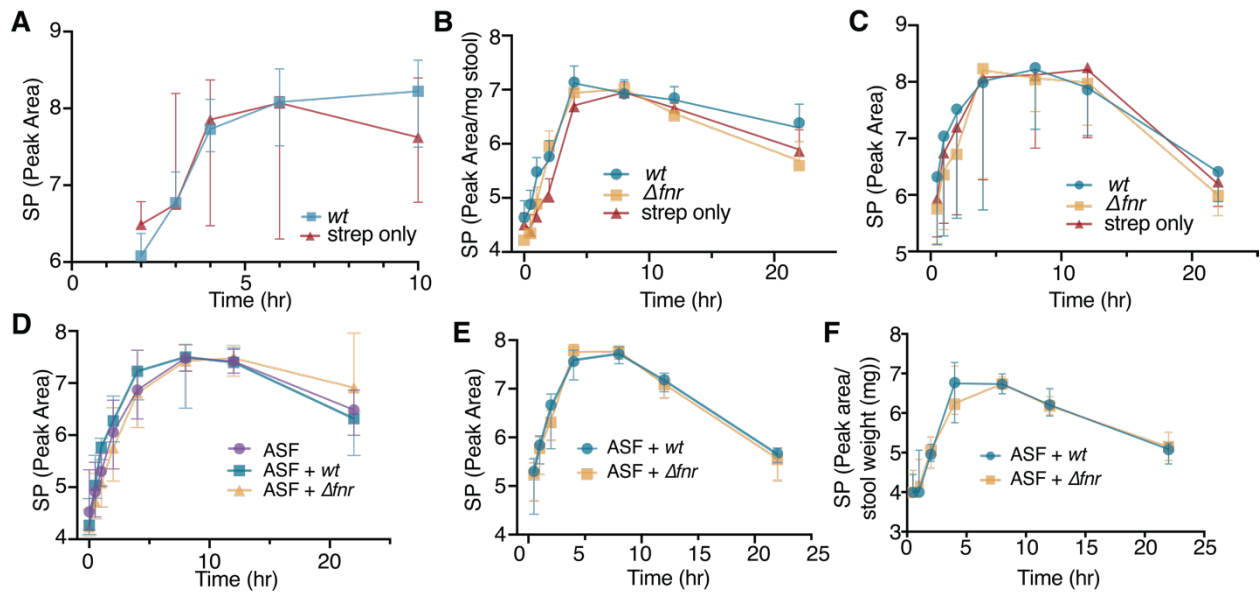 A
SP (Peak Area)
9
8
7
6
0
5
10
Time (hr)
wt
strep only
B
SP (Peak Area/mg stool)
8
7
6
5
4
0
10
20
Time (hr)
wt
Δfnr
strep only
C
SP (Peak Area)
9
8
7
6
5
0
10
20
Time (hr)
wt
Δfnr
strep only
D
SP (Peak Area)
8
7
6
5
4
0
10
20
Time (hr)
ASF
ASF + wt
ASF + Δfnr
E
SP (Peak Area)
8
7
6
5
4
0
5
10
15
20
25
Time (hr)
ASF + wt
ASF + Δfnr
F
SP (Peak area/
stool weight (mg))
8
7
6
5
4
3
0
5
10
15
20
25
Time (hr)
ASF + wt
ASF + Δfnr